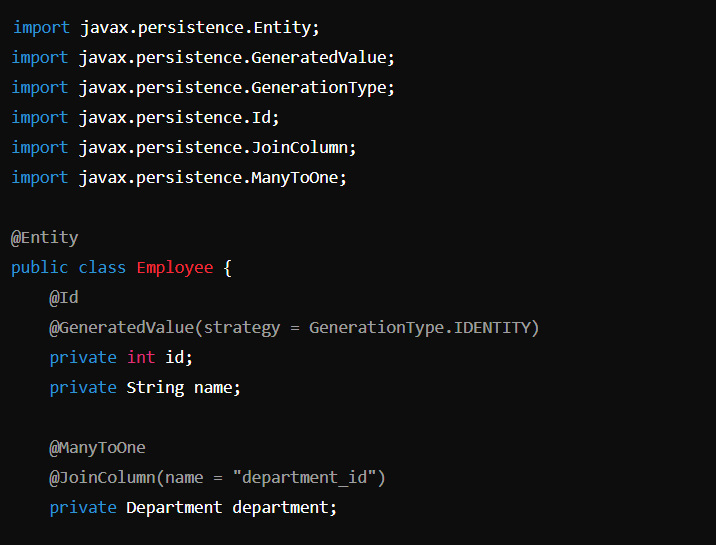 import javax.persistence.Entity;
import javax.persistence.GeneratedValue;
import javax.persistence.GenerationType;
import javax.persistence.Id;
import javax.persistence.JoinColumn;
import javax.persistence.ManyToOne;
@Entity
public class Employee {
@Id
@GeneratedValue(strategy = GenerationType.IDENTITY)
private int id;
private String name;
@ManyToOne
@JoinColumn(name = "department_id")
private Department department;